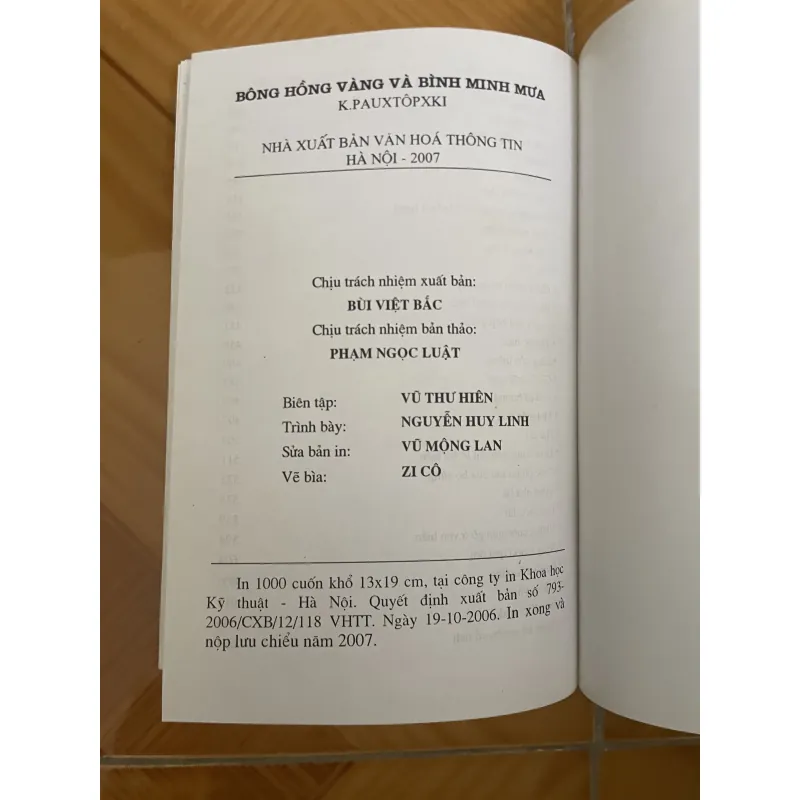 BÔNG HỒNG VÀNG VÀ BÌNH MINH MƯA
K.PAUXTÔPXKI
NHÀ XUẤT BẢN VĂN HOÁ THÔNG TIN
HÀ NỘI - 2007
Chịu trách nhiệm xuất bản:
BÙI VIỆT BẮC
Chịu trách nhiệm bản thảo:
PHẠM NGỌC LUẬT
Biên tập: VŨ THƯ HIÊN
Trình bày: NGUYỄN HUY LINH
Sửa bản in: VŨ MỘNG LAN
Vẽ bìa: ZI CÔ
In 1000 cuốn khổ 13x19 cm, tại công ty in Khoa học
Kỹ thuật - Hà Nội. Quyết định xuất bản số 793-
2006/CXB/12/118 VHTT. Ngày 19-10-2006. In xong và
nộp lưu chiểu năm 2007.